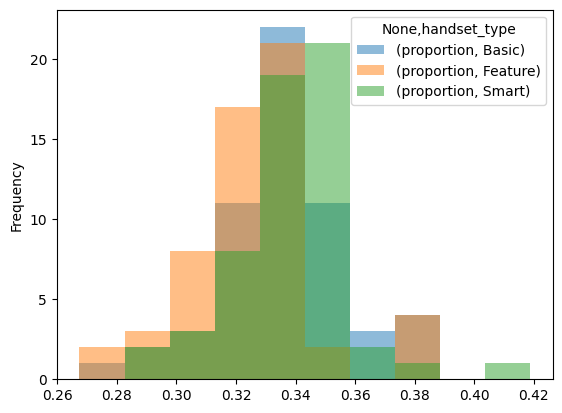 None,handset_type
(proportion, Basic)
(proportion, Feature)
(proportion, Smart)
Frequency
20
15
10
5
0
0.26 0.28 0.30 0.32 0.34 0.36 0.38 0.40 0.42